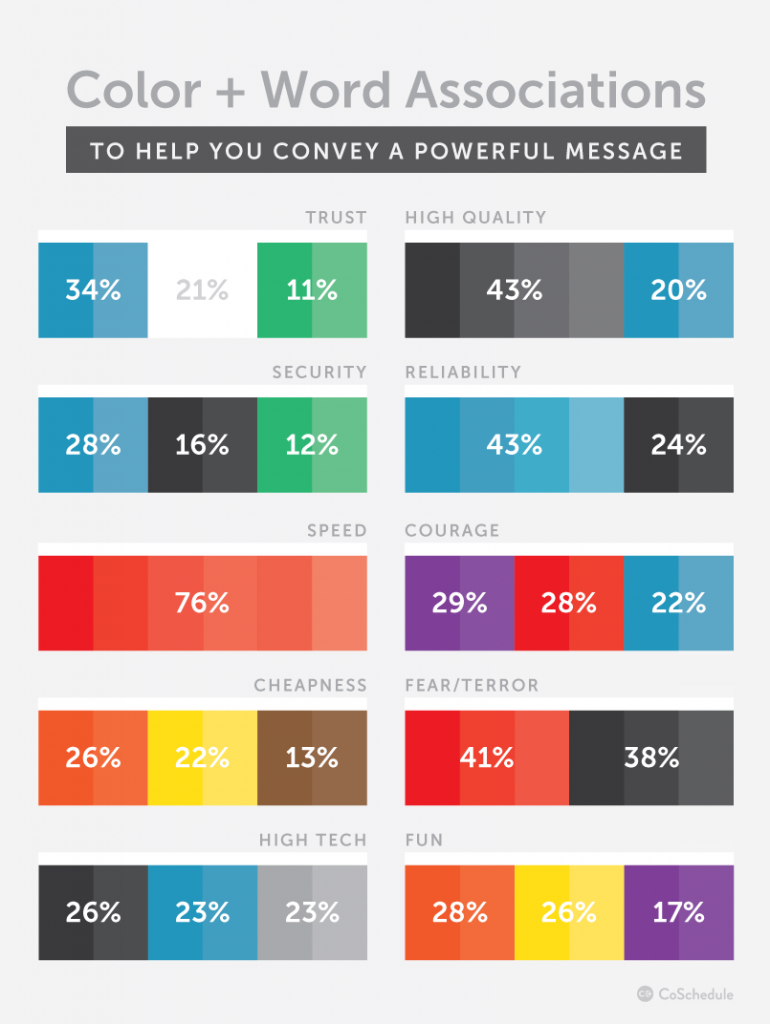 Color + Word Associations
TO HELP YOU CONVEY A POWERFUL MESSAGE
TRUST
34% 21% 11%
HIGH QUALITY
43% 20%
SECURITY
28% 16% 12%
RELIABILITY
43% 24%
SPEED
76%
COURAGE
29% 28% 22%
CHEAPNESS
26% 22% 13%
FEAR/TERROR
41% 38%
HIGH TECH
26% 23% 23%
FUN
28% 26% 17%
CoSchedule